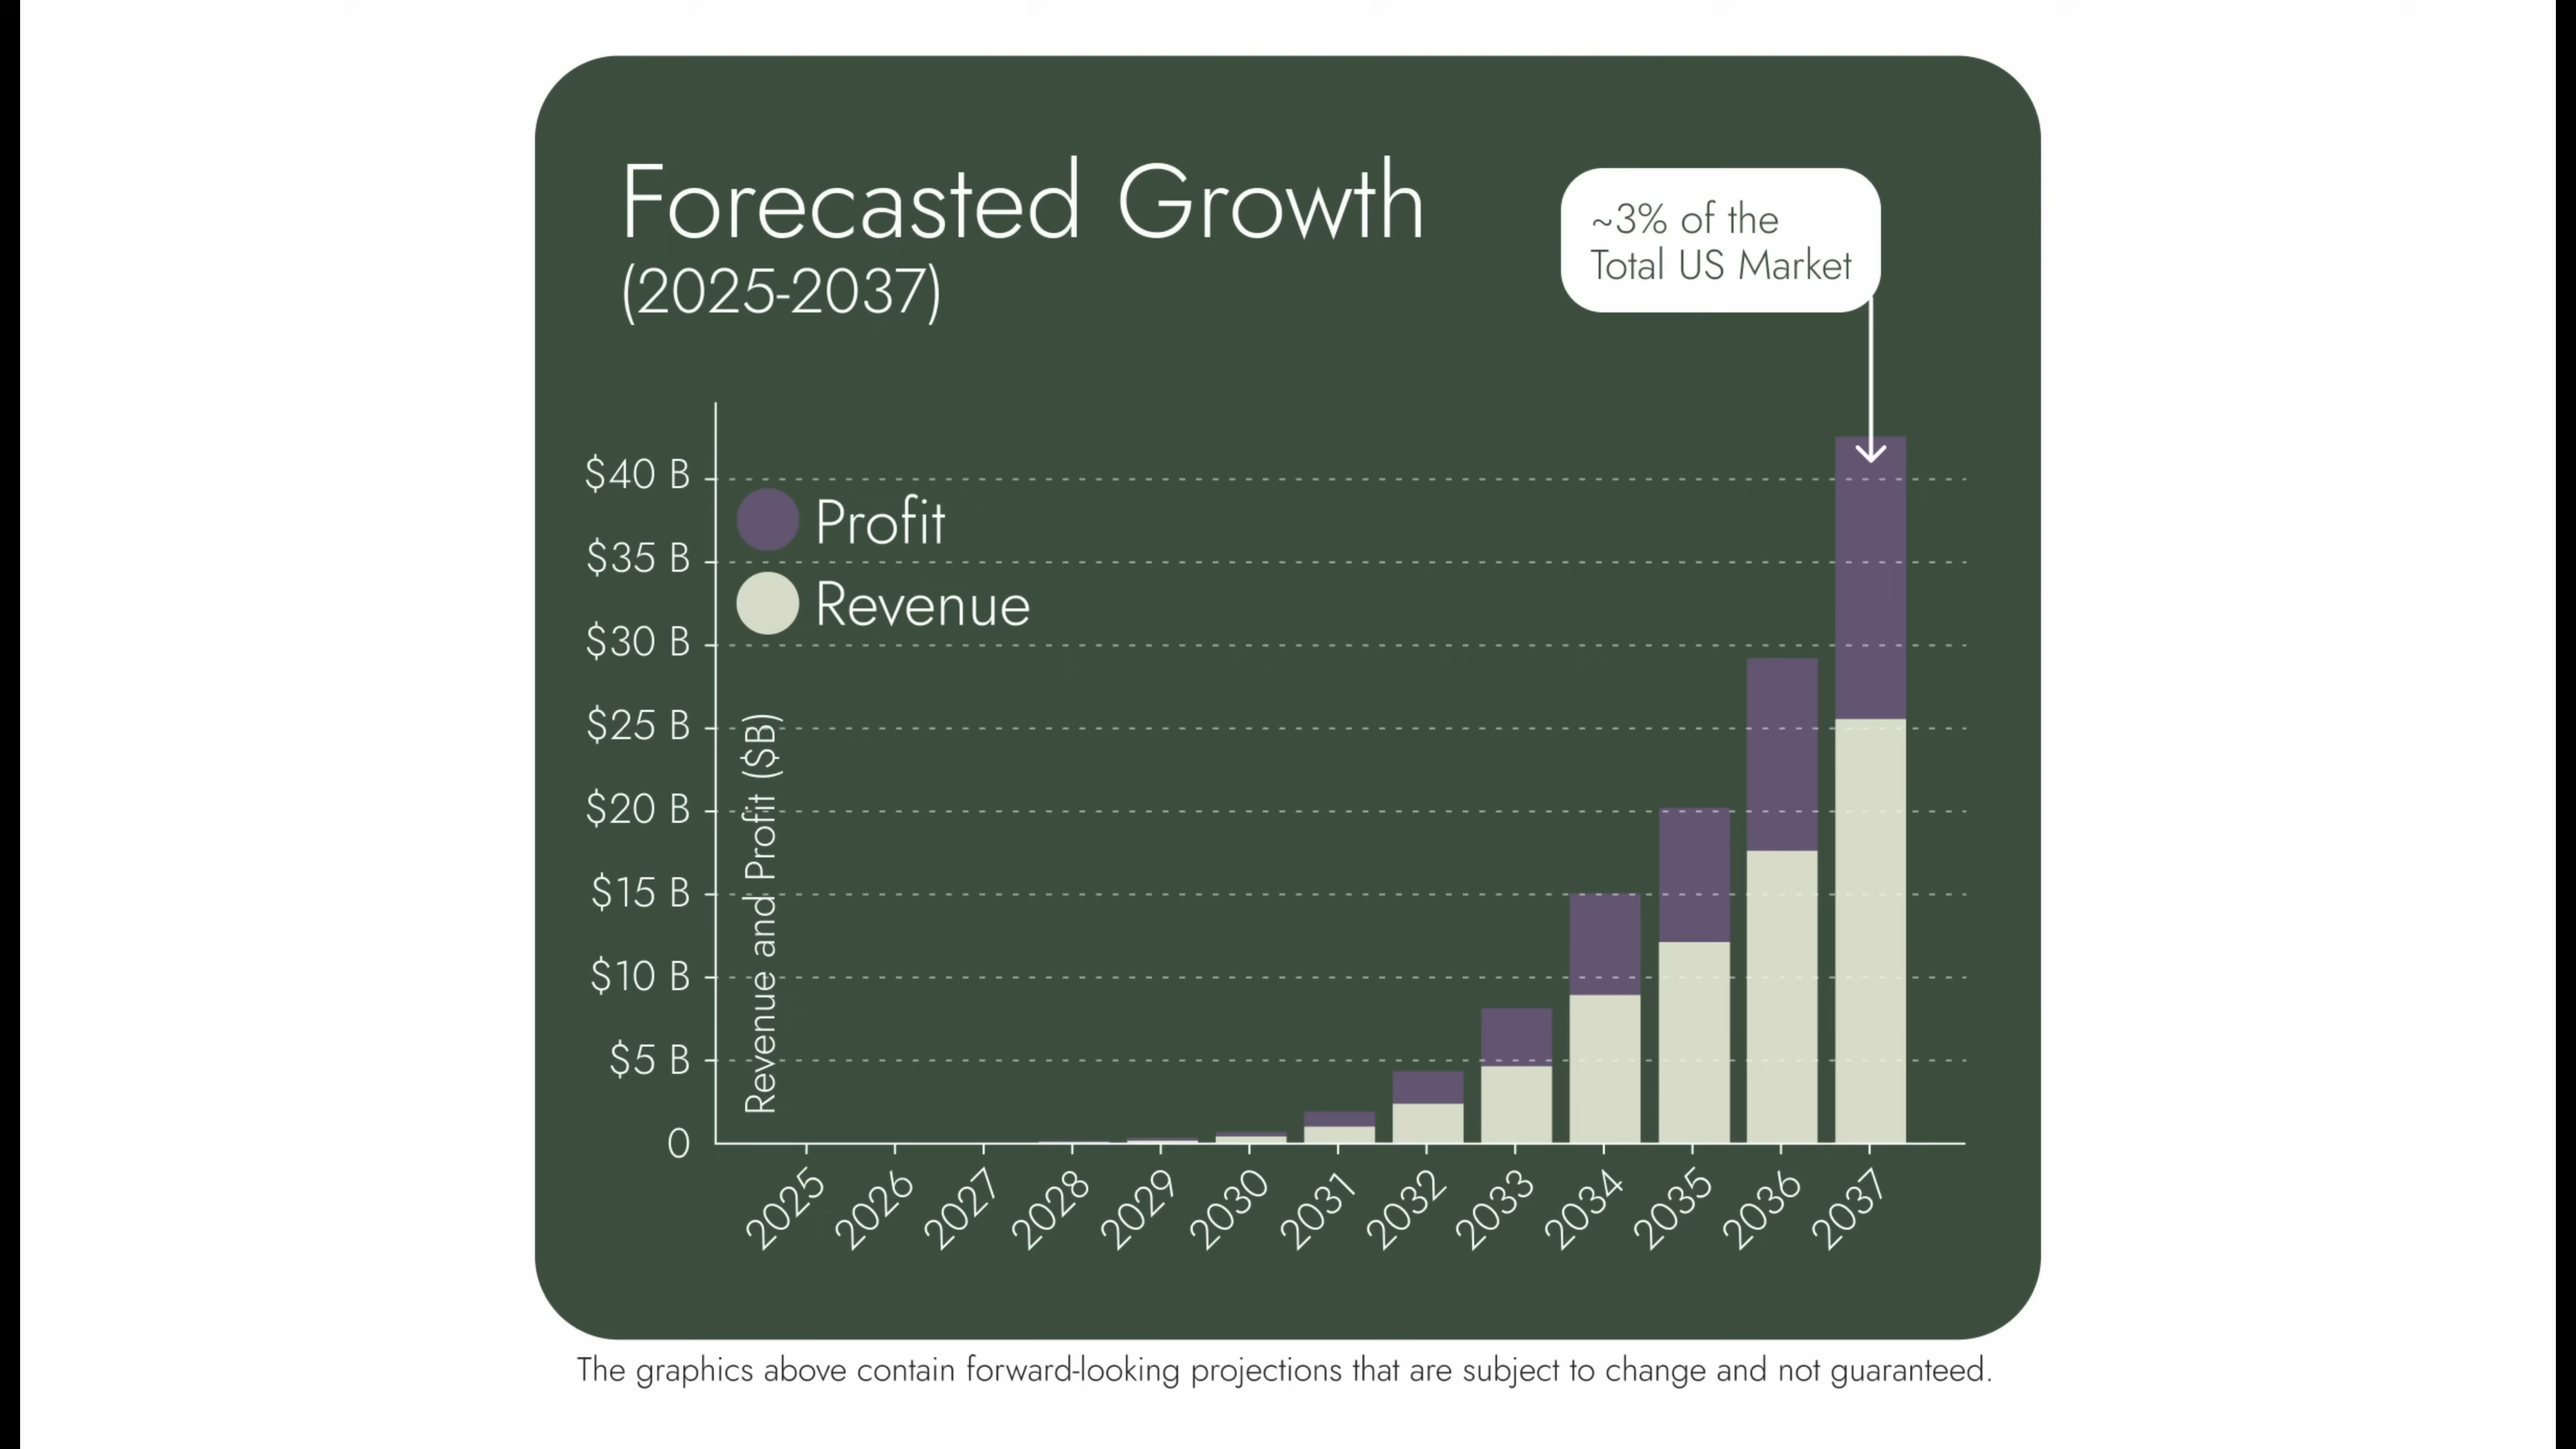 Forecasted Growth
(2025-2037)
~3% of the
Total US Market
$40 B
$35 B
$30 B
$25 B
$20 B
$15 B
$10 B
$5 B
0
Profit
Revenue
Revenue and Profit ($B)
2025
2026
2027
2028
2029
2030
2031
2032
2033
2034
2035
2036
2037
The graphics above contain forward-looking projections that are subject to change and not guaranteed.